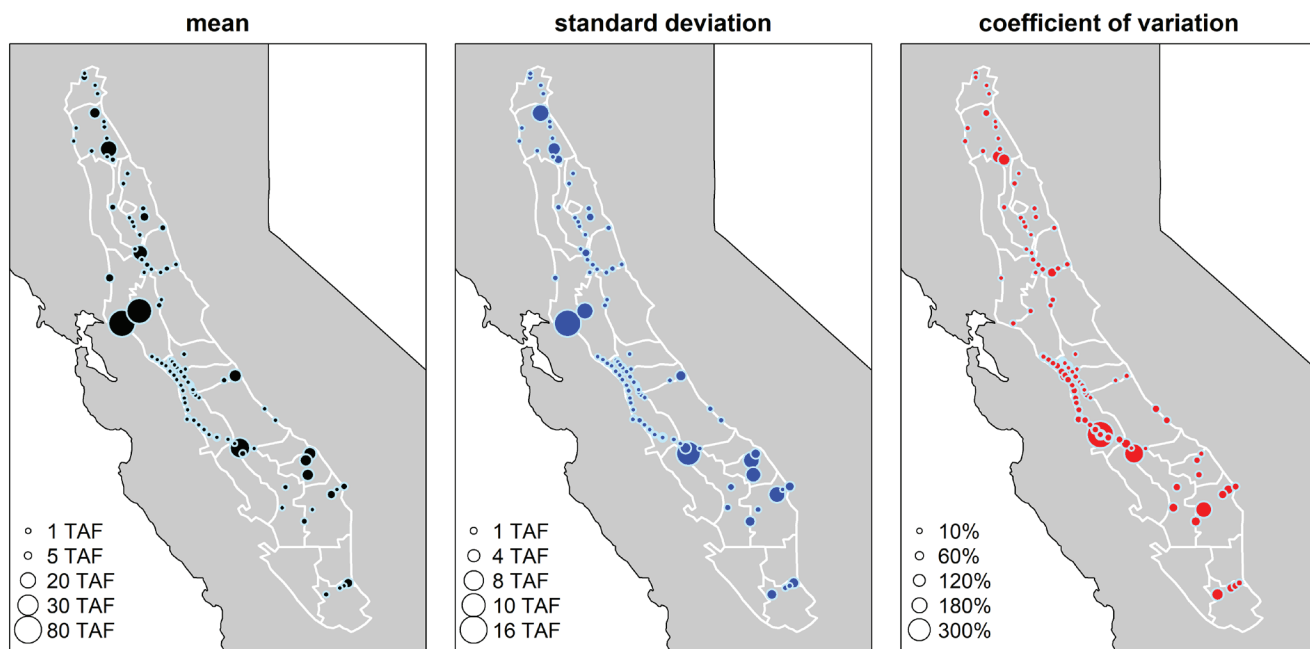 mean
standard deviation
coefficient of variation
1 TAF
5 TAF
20 TAF
30 TAF
80 TAF
1 TAF
4 TAF
8 TAF
10 TAF
16 TAF
10%
60%
120%
180%
300%